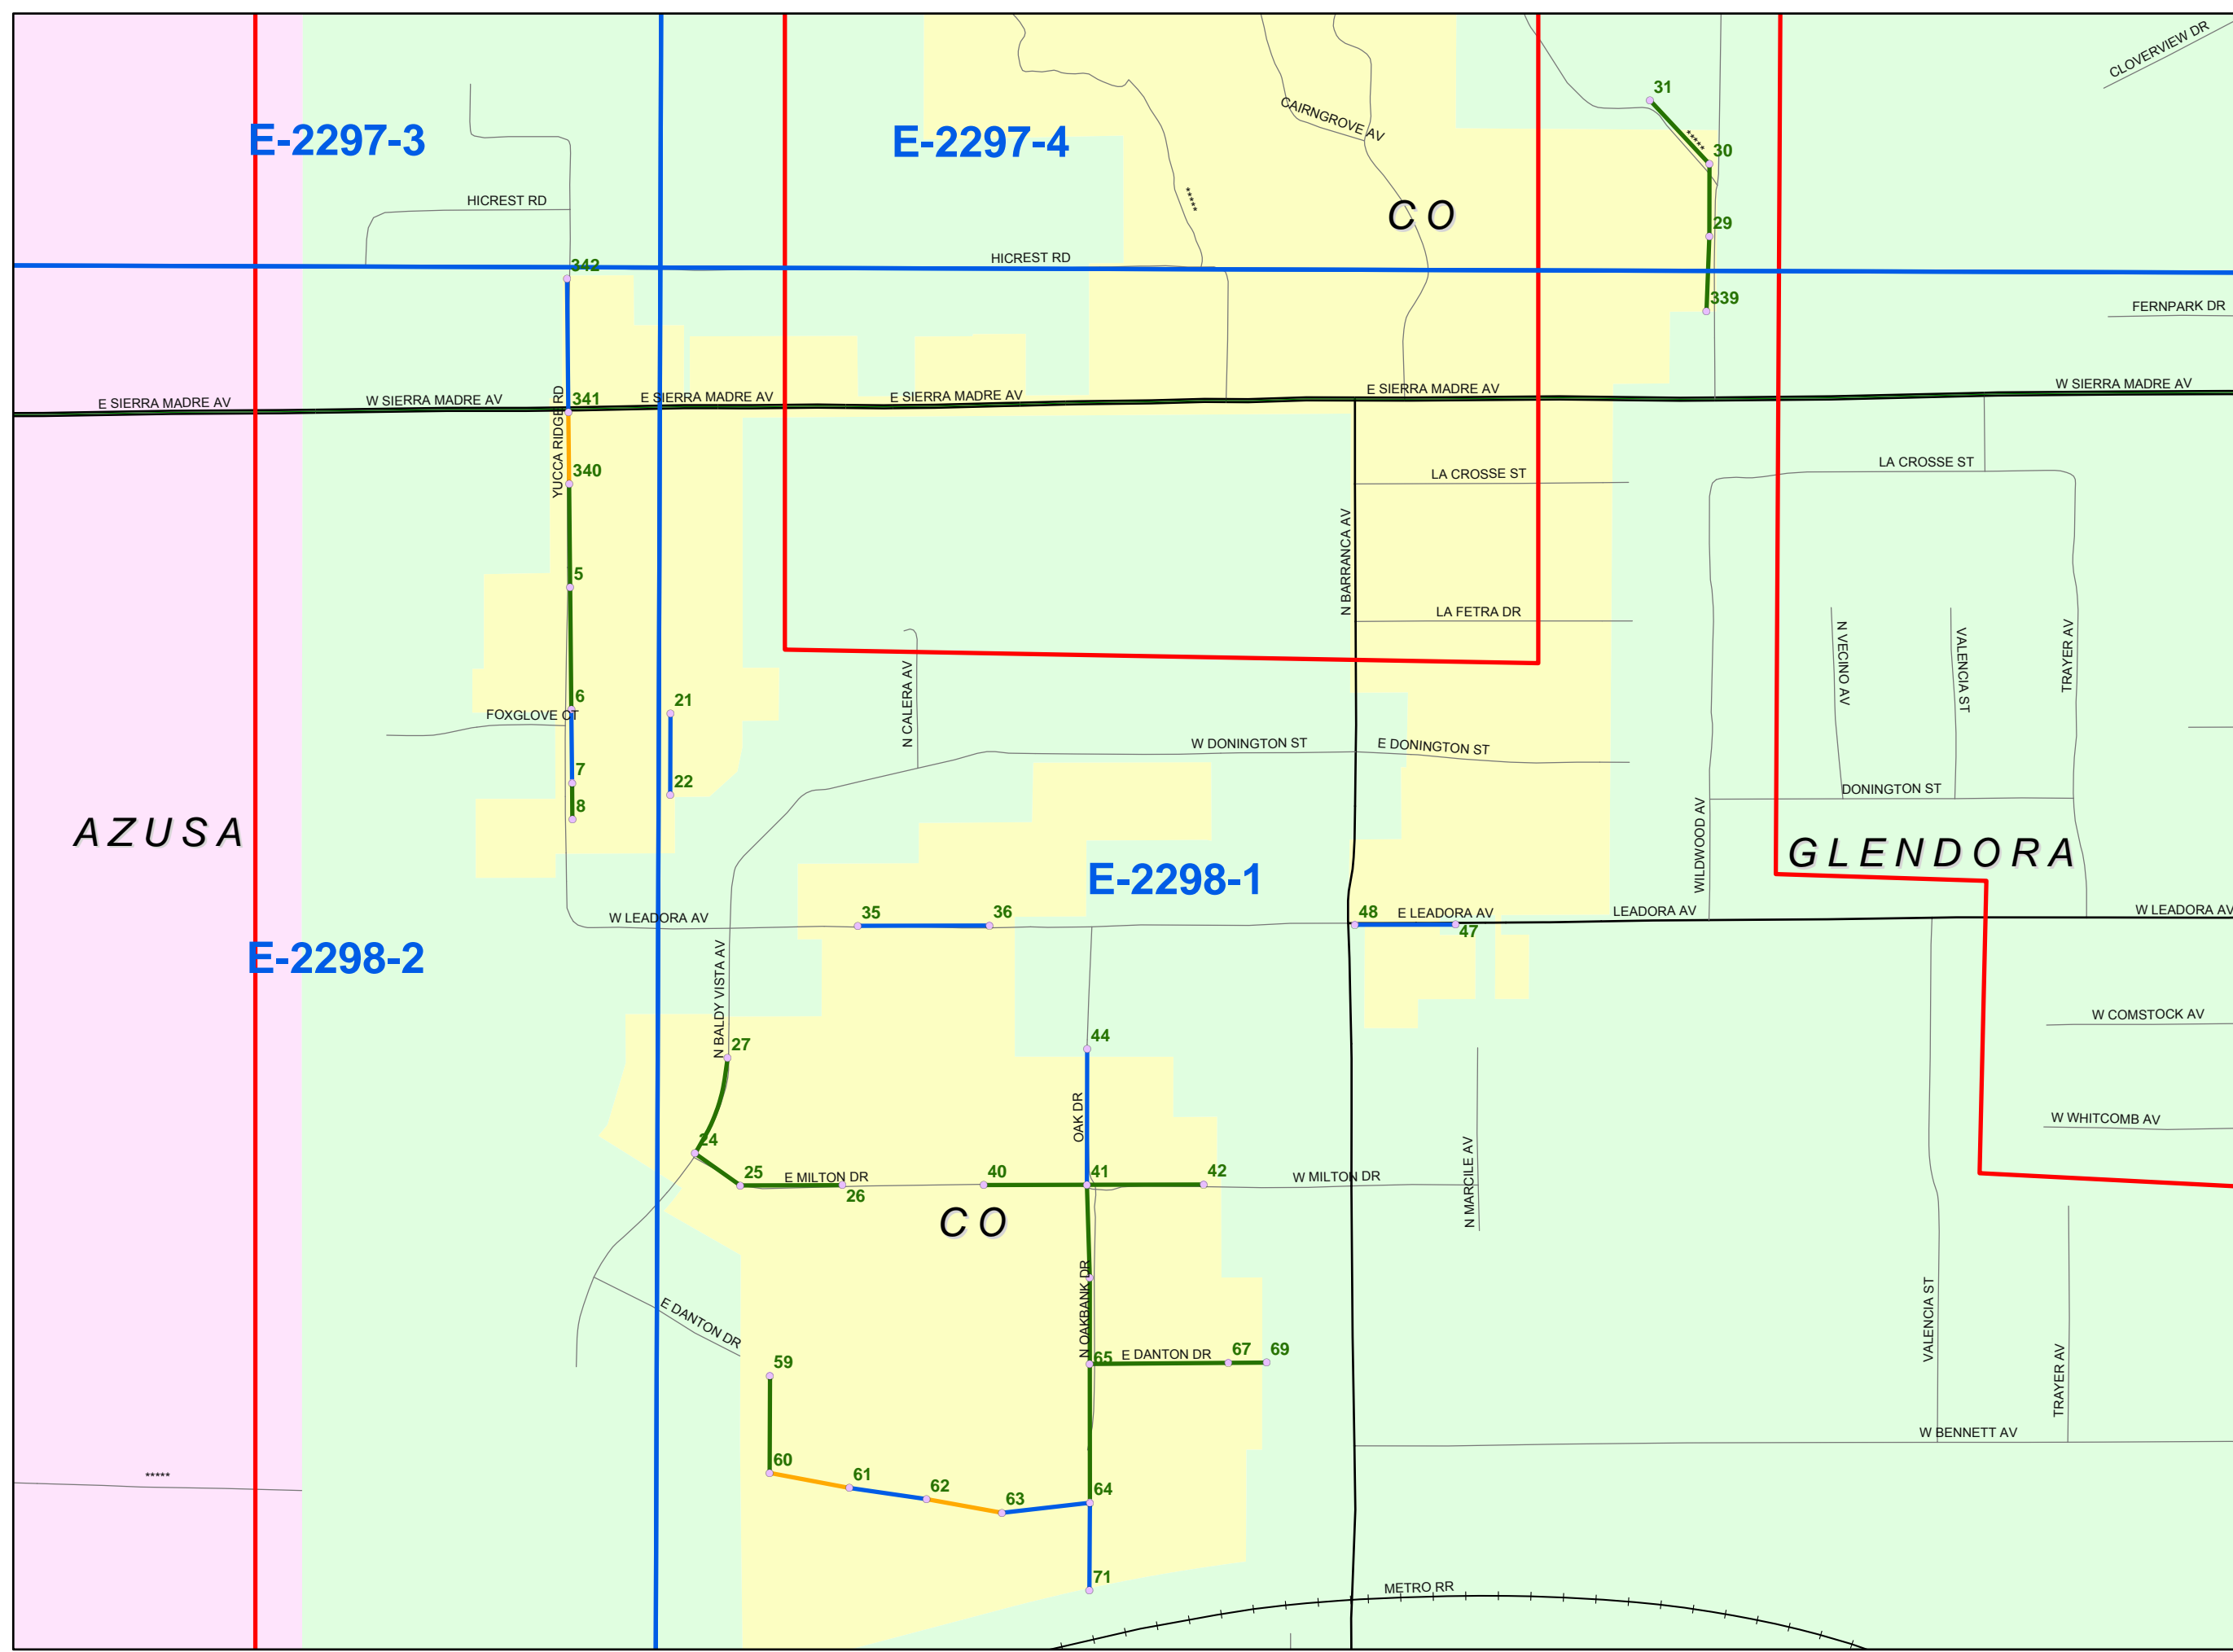 CLOVERVIEW DR
31
CAIRNGROVE AV
*****
E-2297-3
E-2297-4
30
HICREST RD
*****
CO
29
HICREST RD
342
339
FERNPARK DR
E SIERRA MADRE AV
W SIERRA MADRE AV
341
E SIERRA MADRE AV
E SIERRA MADRE AV
E SIERRA MADRE AV
W SIERRA MADRE AV
YUCCA RIDGE RD
340
LA CROSSE ST
LA CROSSE ST
N BARRANCA AV
5
LA FETRA DR
N VECINO AV
VALENCIA ST
TRAYER AV
6
21
FOXGLOVE CT
N CALERA AV
W DONINGTON ST
E DONINGTON ST
7
22
8
DONINGTON ST
AZUSA
WILDWOOD AV
GLENDORA
E-2298-1
W LEADORA AV
35
36
48
E LEADORA AV
47
LEADORA AV
W LEADORA AV
E-2298-2
N BALDY VISTA AV
27
44
W COMSTOCK AV
OAK DR
W WHITCOMB AV
24
25
E MILTON DR
26
40
41
42
W MILTON DR
N MARCILE AV
CO
N OAKBANK DR
E DANTON DR
VALENCIA ST
59
65
E DANTON DR
67
69
TRAYER AV
W BENNETT AV
*****
60
61
62
63
64
71
METRO RR